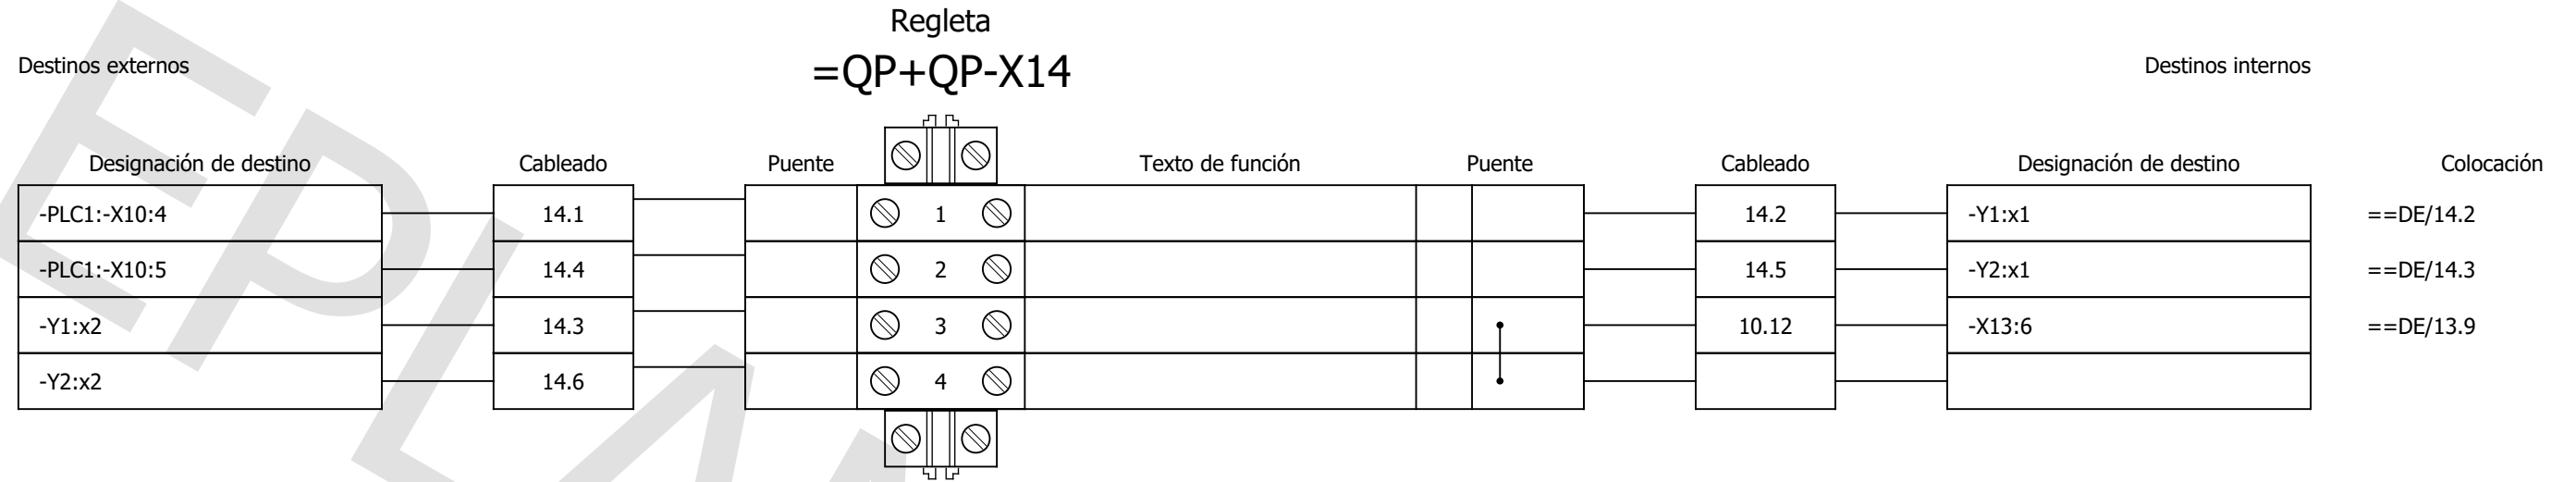 Regleta
=QP+QP-X14
Destinos externos
Destinos internos
Designación de destino Cableado Puente Texto de función Puente Cableado Designación de destino Colocación
-PLC1:-X10:4 14.1 1 14.2 -Y1:x1 ==DE/14.2
-PLC1:-X10:5 14.4 2 14.5 -Y2:x1 ==DE/14.3
-Y1:x2 14.3 3 10.12 -X13:6 ==DE/13.9
-Y2:x2 14.6 4